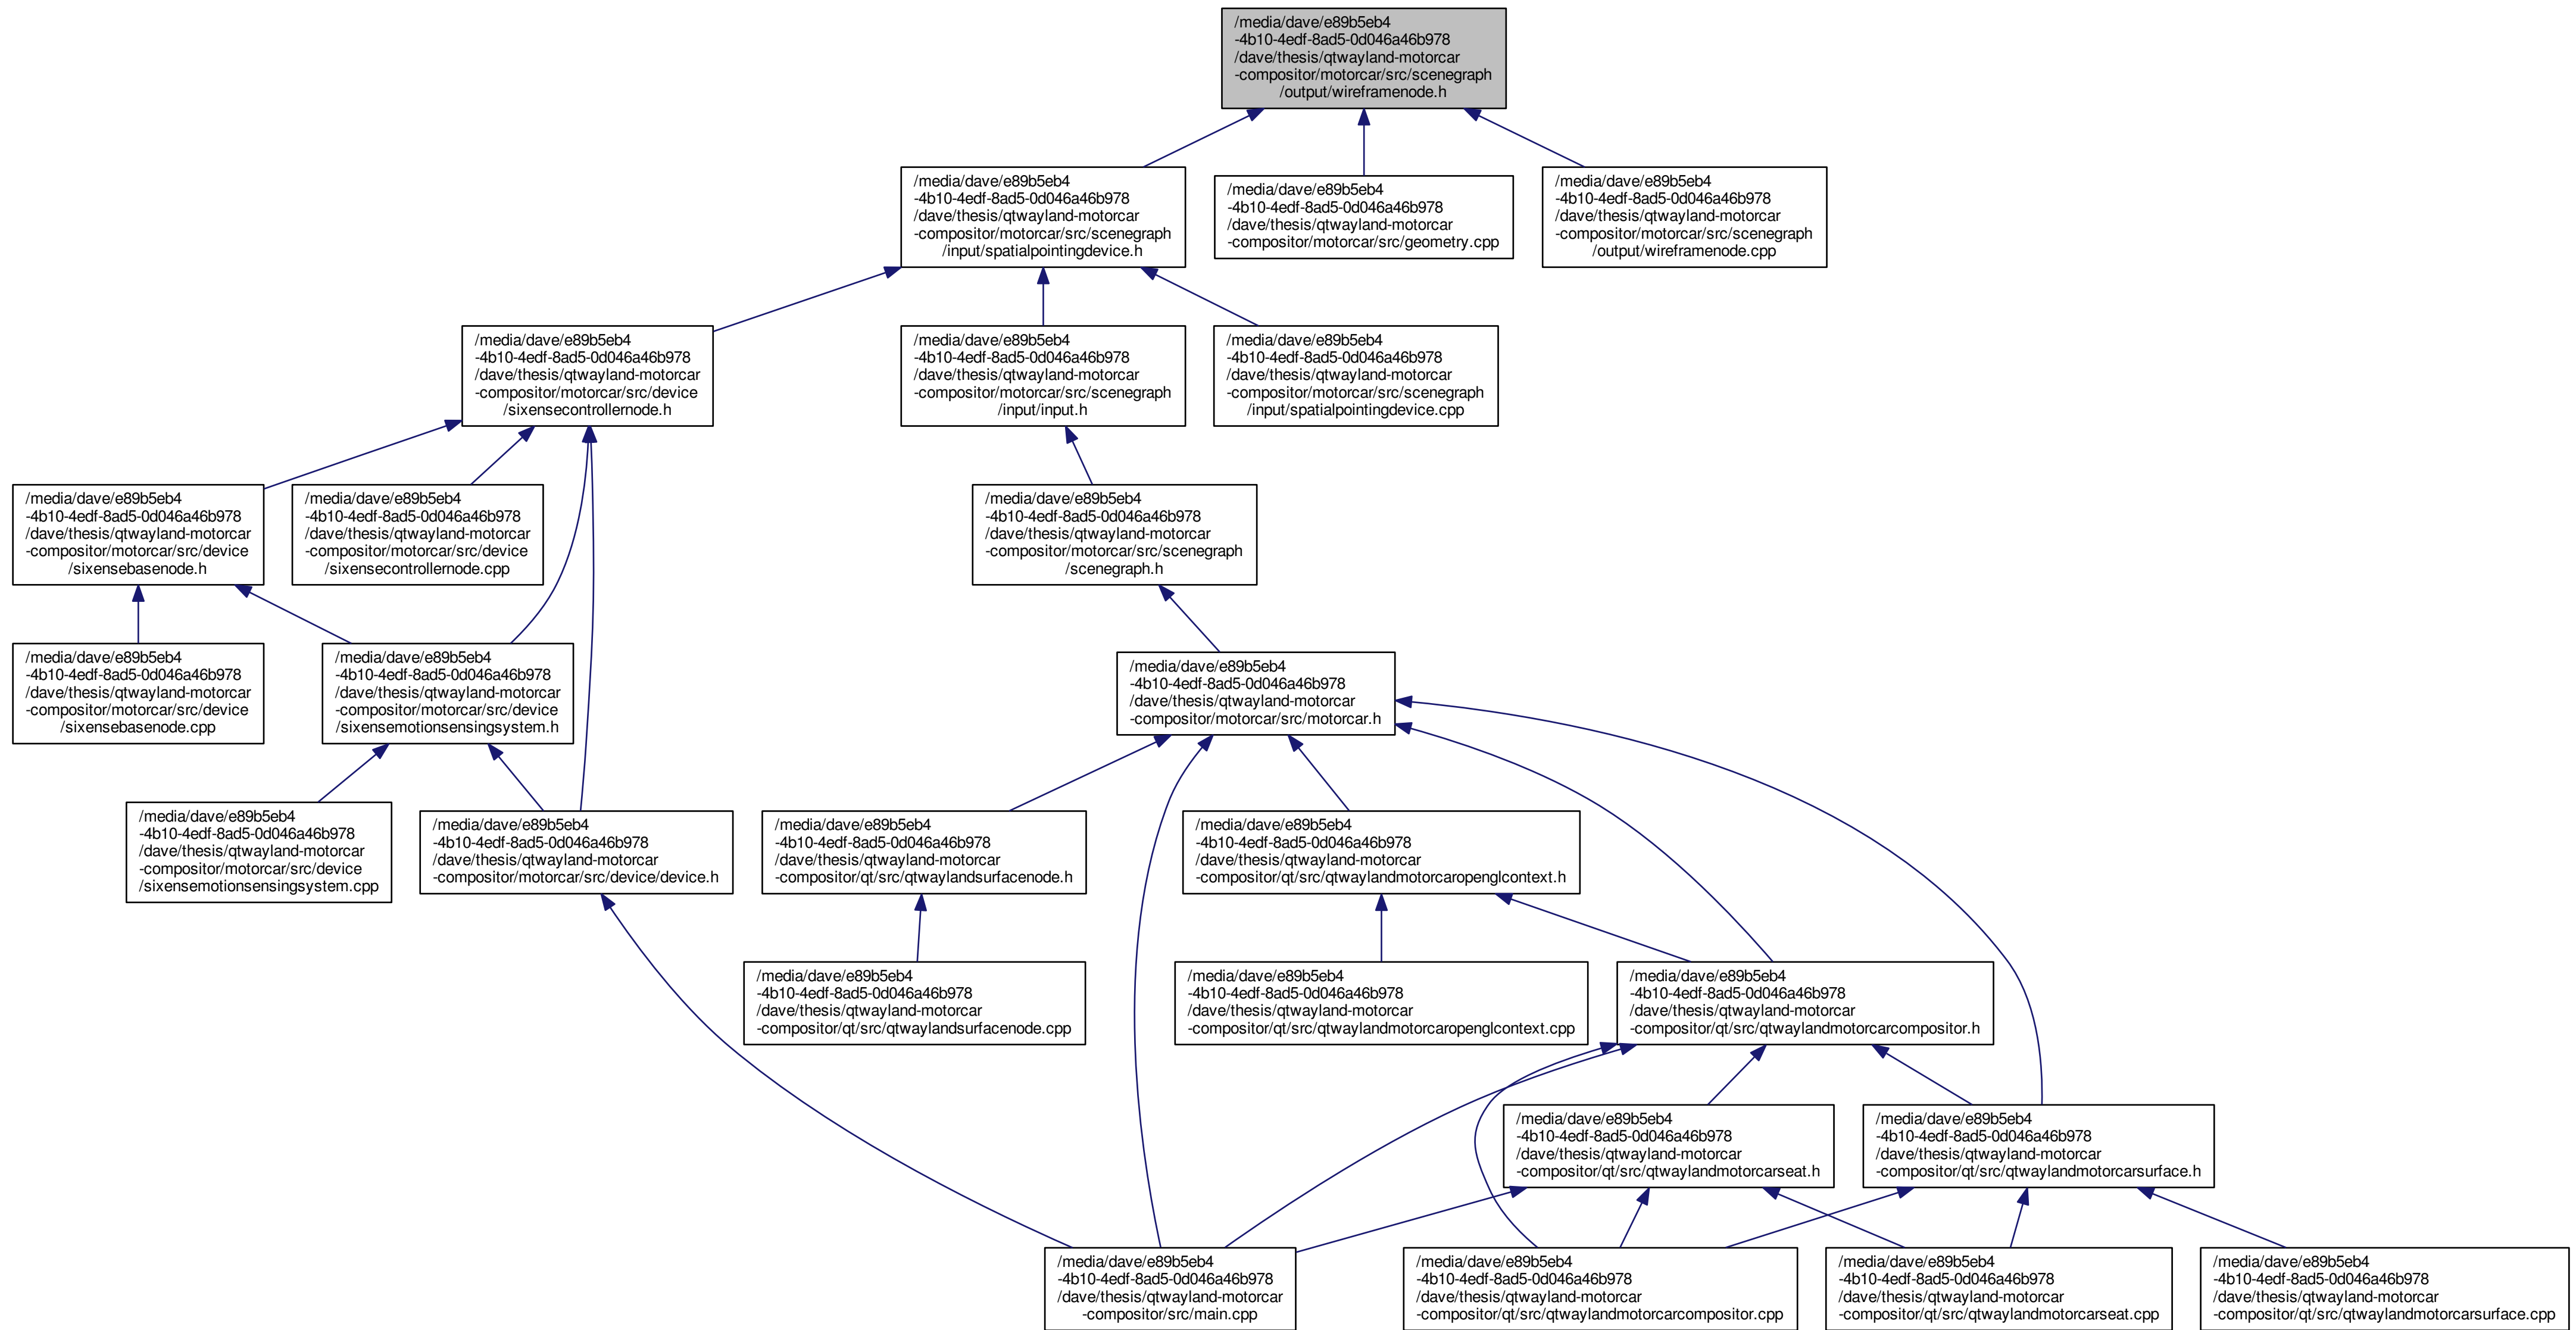 /media/dave/e89b5eb4
-4b10-4edf-8ad5-0d046a46b978
/dave/thesis/qtwayland-motorcar
-compositor/motorcar/src/scenegraph
/output/wireframenode.h
/media/dave/e89b5eb4
-4b10-4edf-8ad5-0d046a46b978
/dave/thesis/qtwayland-motorcar
-compositor/motorcar/src/scenegraph
/input/spatialpointingdevice.h
/media/dave/e89b5eb4
-4b10-4edf-8ad5-0d046a46b978
/dave/thesis/qtwayland-motorcar
-compositor/motorcar/src/geometry.cpp
/media/dave/e89b5eb4
-4b10-4edf-8ad5-0d046a46b978
/dave/thesis/qtwayland-motorcar
-compositor/motorcar/src/scenegraph
/output/wireframenode.cpp
/media/dave/e89b5eb4
-4b10-4edf-8ad5-0d046a46b978
/dave/thesis/qtwayland-motorcar
-compositor/motorcar/src/device
/sixensecontrollernode.h
/media/dave/e89b5eb4
-4b10-4edf-8ad5-0d046a46b978
/dave/thesis/qtwayland-motorcar
-compositor/motorcar/src/scenegraph
/input/input.h
/media/dave/e89b5eb4
-4b10-4edf-8ad5-0d046a46b978
/dave/thesis/qtwayland-motorcar
-compositor/motorcar/src/scenegraph
/input/spatialpointingdevice.cpp
/media/dave/e89b5eb4
-4b10-4edf-8ad5-0d046a46b978
/dave/thesis/qtwayland-motorcar
-compositor/motorcar/src/device
/sixensebasenode.h
/media/dave/e89b5eb4
-4b10-4edf-8ad5-0d046a46b978
/dave/thesis/qtwayland-motorcar
-compositor/motorcar/src/device
/sixensecontrollernode.cpp
/media/dave/e89b5eb4
-4b10-4edf-8ad5-0d046a46b978
/dave/thesis/qtwayland-motorcar
-compositor/motorcar/src/scenegraph
/scenegraph.h
/media/dave/e89b5eb4
-4b10-4edf-8ad5-0d046a46b978
/dave/thesis/qtwayland-motorcar
-compositor/motorcar/src/device
/sixensebasenode.cpp
/media/dave/e89b5eb4
-4b10-4edf-8ad5-0d046a46b978
/dave/thesis/qtwayland-motorcar
-compositor/motorcar/src/device
/sixensemotionsensingsystem.h
/media/dave/e89b5eb4
-4b10-4edf-8ad5-0d046a46b978
/dave/thesis/qtwayland-motorcar
-compositor/motorcar/src/motorcar.h
/media/dave/e89b5eb4
-4b10-4edf-8ad5-0d046a46b978
/dave/thesis/qtwayland-motorcar
-compositor/motorcar/src/device
/sixensemotionsensingsystem.cpp
/media/dave/e89b5eb4
-4b10-4edf-8ad5-0d046a46b978
/dave/thesis/qtwayland-motorcar
-compositor/motorcar/src/device/device.h
/media/dave/e89b5eb4
-4b10-4edf-8ad5-0d046a46b978
/dave/thesis/qtwayland-motorcar
-compositor/qt/src/qtwaylandsurfacenode.h
/media/dave/e89b5eb4
-4b10-4edf-8ad5-0d046a46b978
/dave/thesis/qtwayland-motorcar
-compositor/qt/src/qtwaylandmotorcaropenglcontext.h
/media/dave/e89b5eb4
-4b10-4edf-8ad5-0d046a46b978
/dave/thesis/qtwayland-motorcar
-compositor/qt/src/qtwaylandsurfacenode.cpp
/media/dave/e89b5eb4
-4b10-4edf-8ad5-0d046a46b978
/dave/thesis/qtwayland-motorcar
-compositor/qt/src/qtwaylandmotorcaropenglcontext.cpp
/media/dave/e89b5eb4
-4b10-4edf-8ad5-0d046a46b978
/dave/thesis/qtwayland-motorcar
-compositor/qt/src/qtwaylandmotorcarcompositor.h
/media/dave/e89b5eb4
-4b10-4edf-8ad5-0d046a46b978
/dave/thesis/qtwayland-motorcar
-compositor/qt/src/qtwaylandmotorcarseat.h
/media/dave/e89b5eb4
-4b10-4edf-8ad5-0d046a46b978
/dave/thesis/qtwayland-motorcar
-compositor/qt/src/qtwaylandmotorcarsurface.h
/media/dave/e89b5eb4
-4b10-4edf-8ad5-0d046a46b978
/dave/thesis/qtwayland-motorcar
-compositor/src/main.cpp
/media/dave/e89b5eb4
-4b10-4edf-8ad5-0d046a46b978
/dave/thesis/qtwayland-motorcar
-compositor/qt/src/qtwaylandmotorcarcompositor.cpp
/media/dave/e89b5eb4
-4b10-4edf-8ad5-0d046a46b978
/dave/thesis/qtwayland-motorcar
-compositor/qt/src/qtwaylandmotorcarseat.cpp
/media/dave/e89b5eb4
-4b10-4edf-8ad5-0d046a46b978
/dave/thesis/qtwayland-motorcar
-compositor/qt/src/qtwaylandmotorcarsurface.cpp